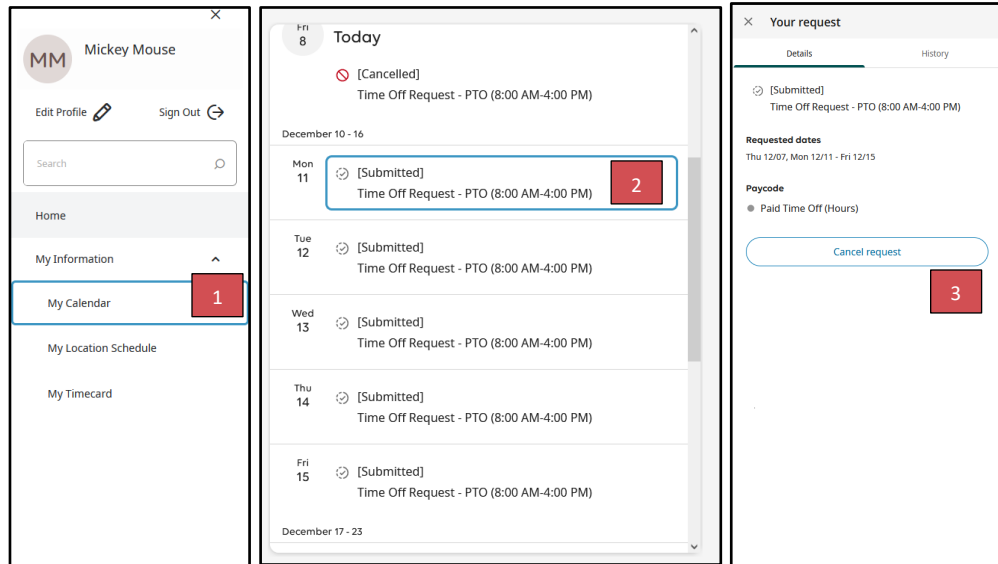 MM
Mickey Mouse
Edit Profile
Sign Out
Search
Home
My Information
My Calendar
1
My Location Schedule
My Timecard
Fri
8
Today
[Cancelled]
Time Off Request - PTO (8:00 AM-4:00 PM)
December 10 - 16
Mon
11
[Submitted]
Time Off Request - PTO (8:00 AM-4:00 PM)
2
Tue
12
[Submitted]
Time Off Request - PTO (8:00 AM-4:00 PM)
Wed
13
[Submitted]
Time Off Request - PTO (8:00 AM-4:00 PM)
Thu
14
[Submitted]
Time Off Request - PTO (8:00 AM-4:00 PM)
Fri
15
[Submitted]
Time Off Request - PTO (8:00 AM-4:00 PM)
December 17 - 23
Your request
Details
History
[Submitted]
Time Off Request - PTO (8:00 AM-4:00 PM)
Requested dates
Thu 12/07, Mon 12/11 - Fri 12/15
Paycode
Paid Time Off (Hours)
Cancel request
3